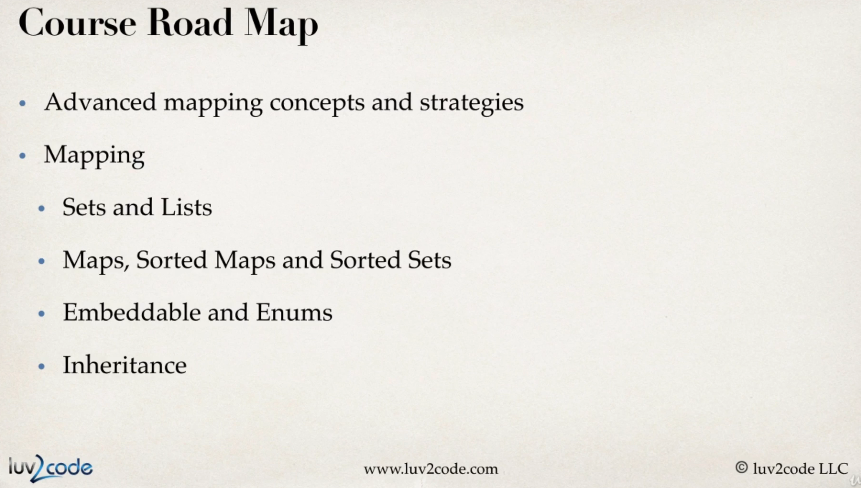 Course Road Map
• Advanced mapping concepts and strategies
• Mapping
• Sets and Lists
• Maps, Sorted Maps and Sorted Sets
• Embeddable and Enums
• Inheritance
luv2code www.luv2code.com © luv2code LLC